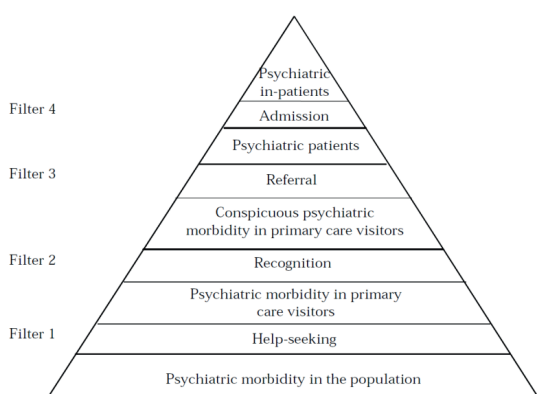 Psychiatric
in-patients
Filter 4
Admission
Psychiatric patients
Filter 3
Referral
Conspicuous psychiatric
morbidity in primary care visitors
Filter 2
Recognition
Psychiatric morbidity in primary
care visitors
Filter 1
Help-seeking
Psychiatric morbidity in the population